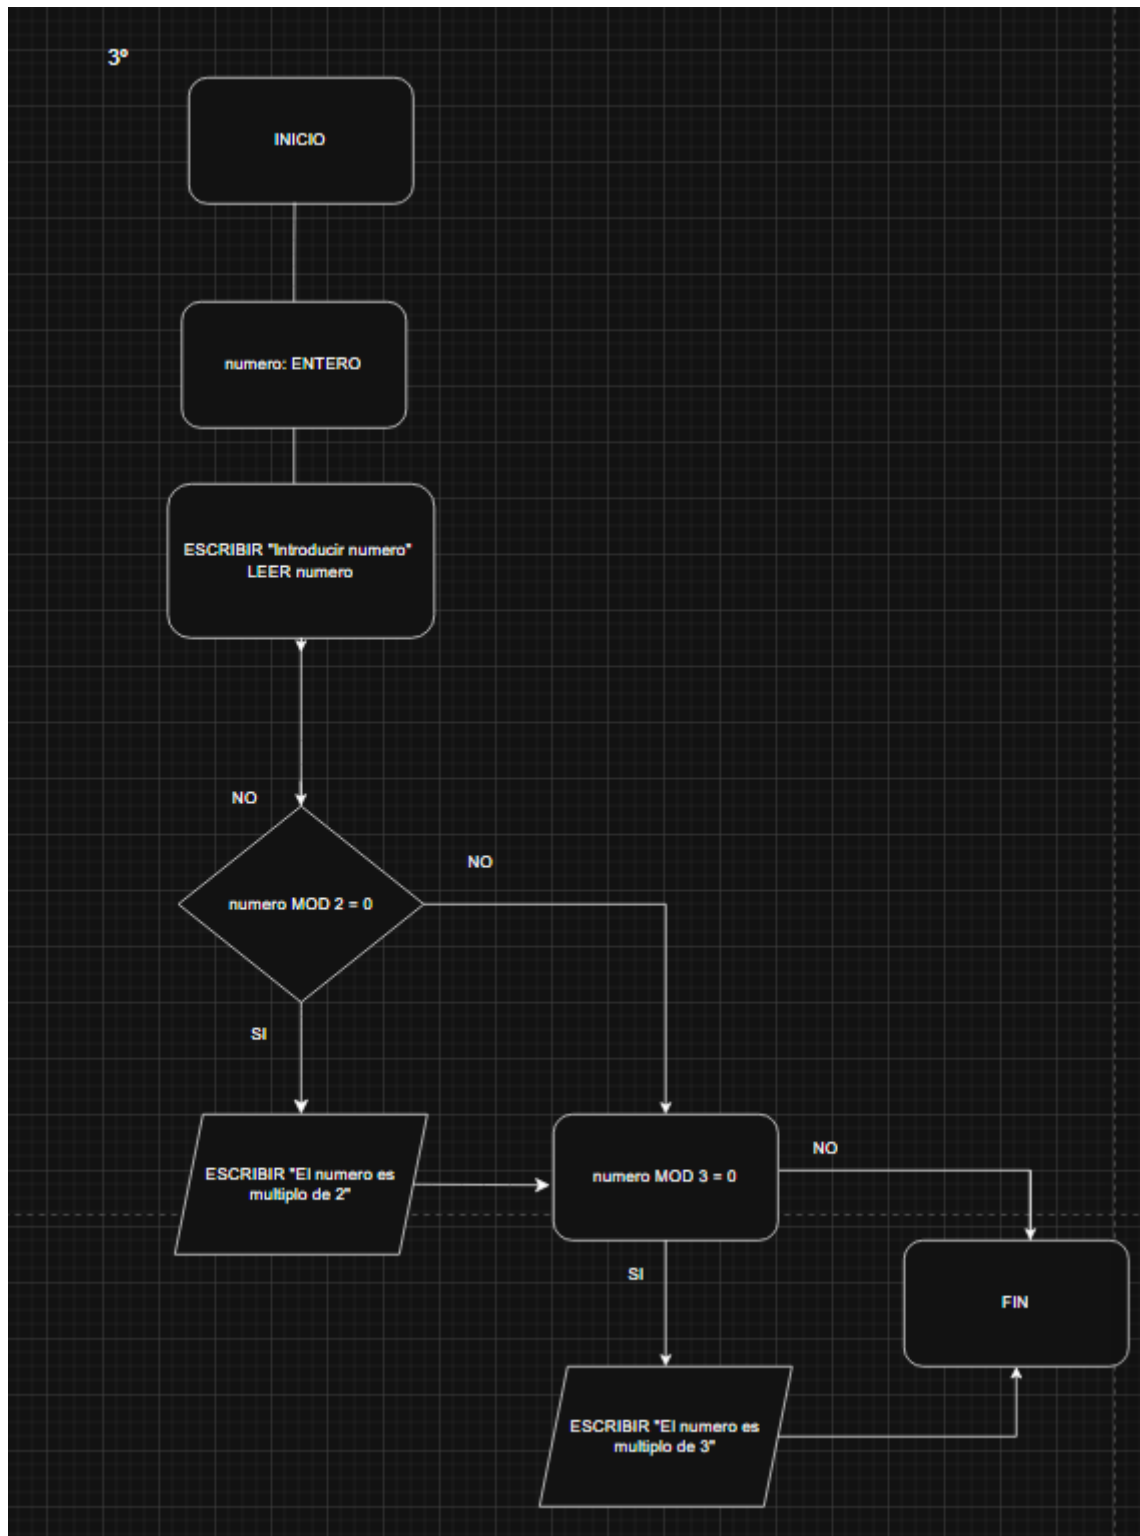 3º
INICIO
numero: ENTERO
ESCRIBIR "Introducir numero"
LEER numero
NO
NO
numero MOD 2 = 0
SI
ESCRIBIR "El numero es
multiplo de 2"
numero MOD 3 = 0
NO
SI
FIN
ESCRIBIR "El numero es
multiplo de 3"